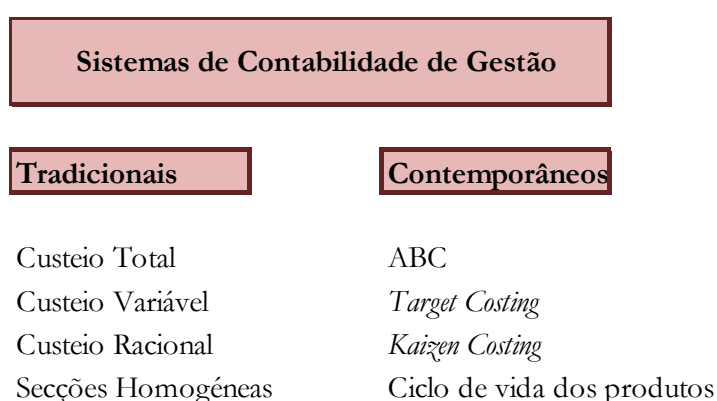 Sistemas de Contabilidade de Gestão
Tradicionais
Contemporâneos
Custeio Total
ABC
Custeio Variável
Target Costing
Custeio Racional
Kaizen Costing
Secções Homogéneas
Ciclo de vida dos produtos